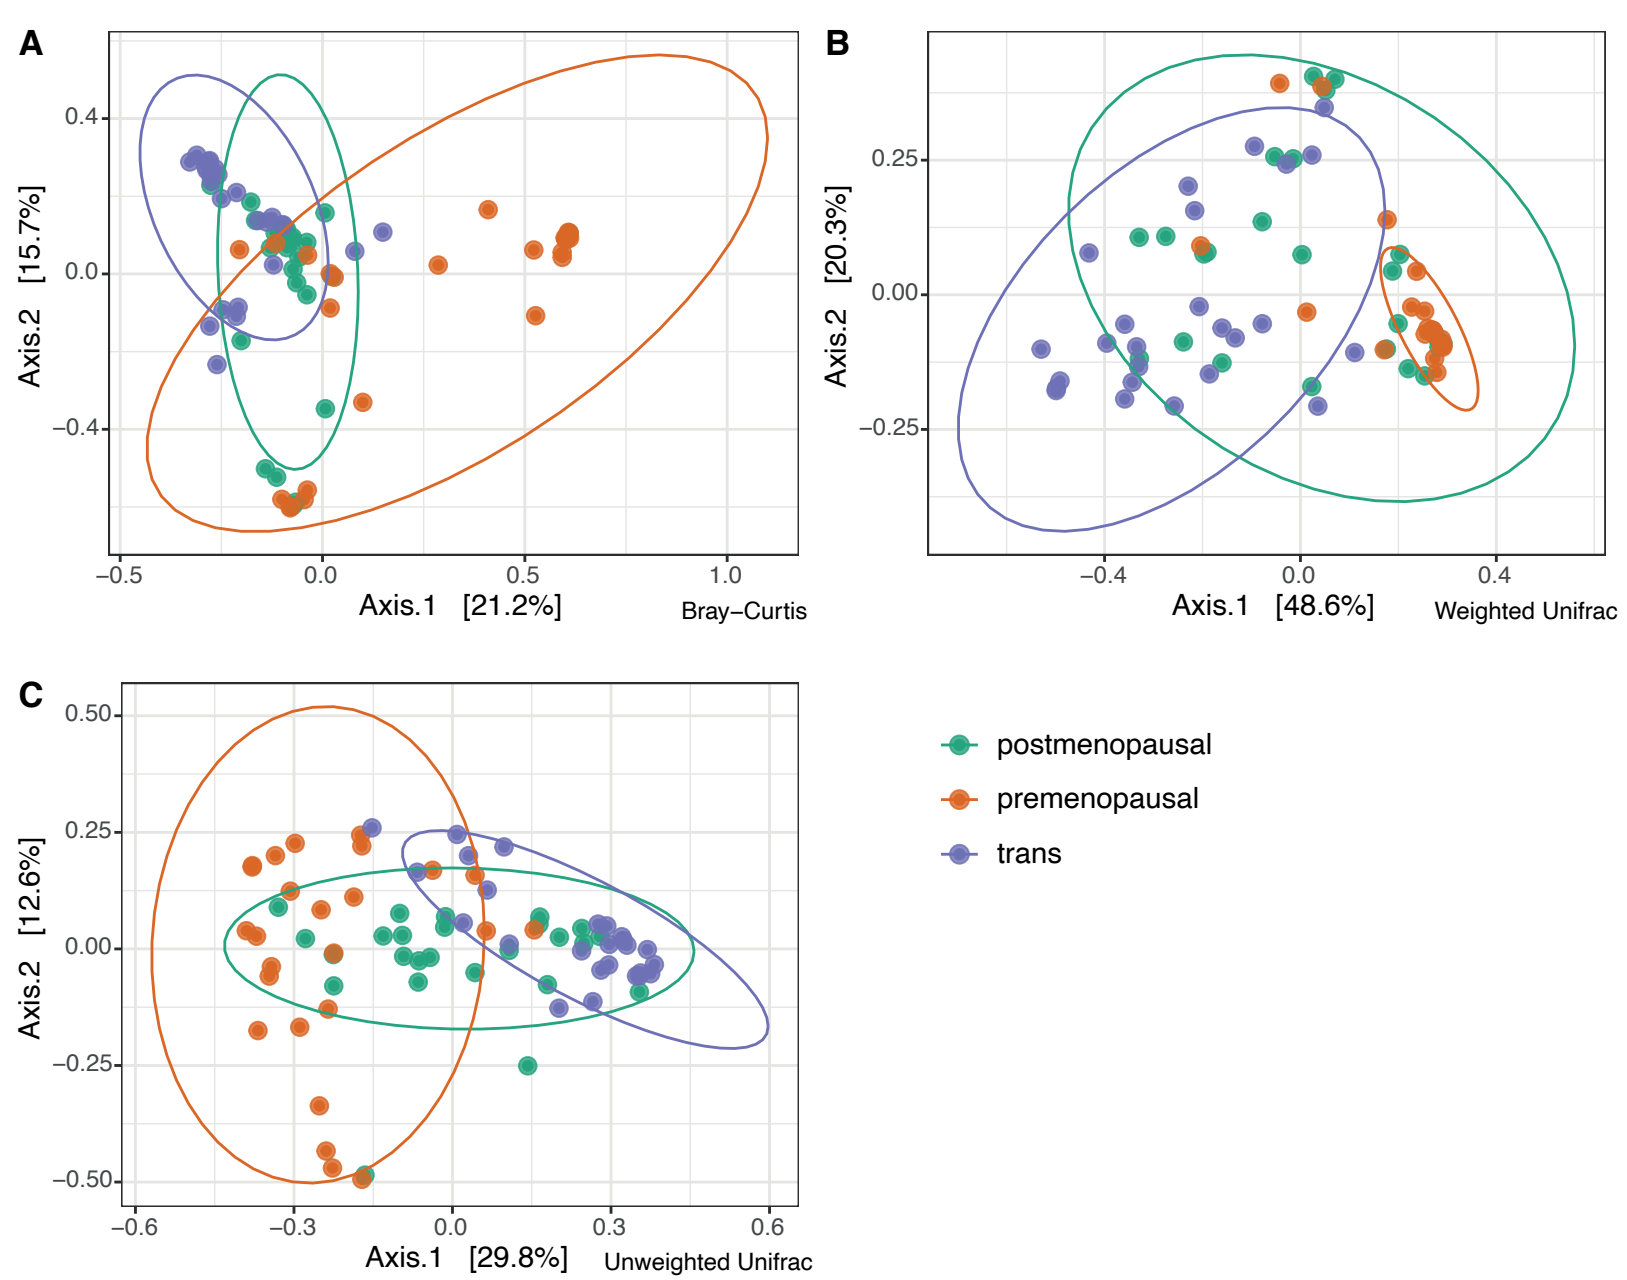 A
0.4
0.0
−0.4
Axis.2 [15.7%]
−0.5 0.0 0.5 1.0
Axis.1 [21.2%]
Bray−Curtis
B
0.25
0.00
−0.25
Axis.2 [20.3%]
−0.4 0.0 0.4
Axis.1 [48.6%]
Weighted Unifrac
C
0.50
0.25
0.00
−0.25
−0.50
Axis.2 [12.6%]
−0.6 −0.3 0.0 0.3 0.6
Axis.1 [29.8%]
Unweighted Unifrac
postmenopausal
premenopausal
trans